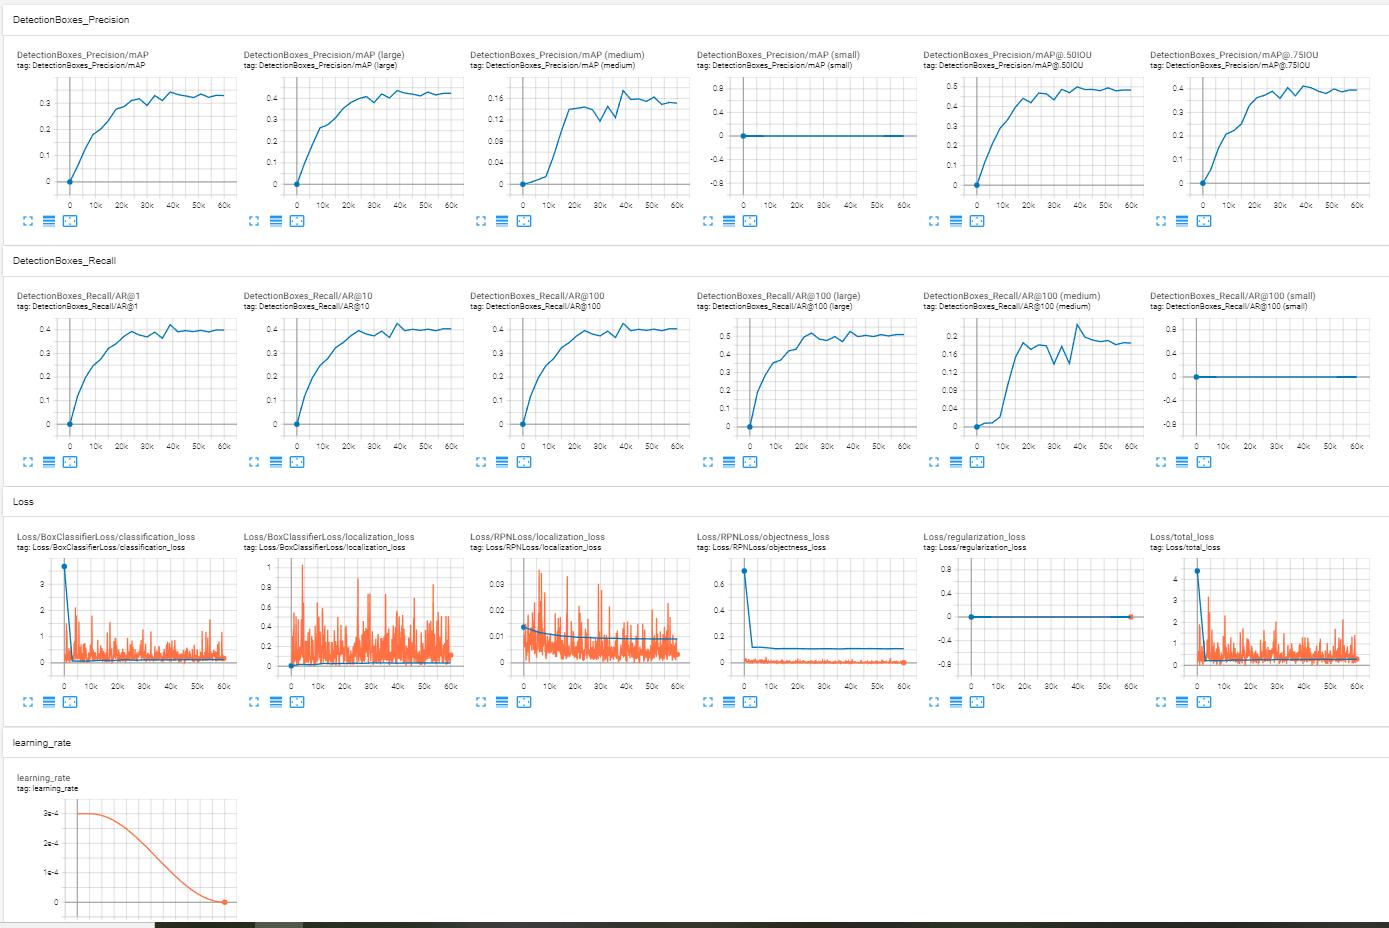 DetectionBoxes_Precision
DetectionBoxes_Precision/mAP
tag: DetectionBoxes_Precision/mAP
0.3
0.2
0.1
0
0 10k 20k 30k 40k 50k 60k
DetectionBoxes_Precision/mAP (large)
tag: DetectionBoxes_Precision/mAP (large)
0.4
0.3
0.2
0.1
0
0 10k 20k 30k 40k 50k 60k
DetectionBoxes_Precision/mAP (medium)
tag: DetectionBoxes_Precision/mAP (medium)
0.16
0.12
0.08
0.04
0
0 10k 20k 30k 40k 50k 60k
DetectionBoxes_Precision/mAP (small)
tag: DetectionBoxes_Precision/mAP (small)
0.8
0.4
0
-0.4
-0.8
0 10k 20k 30k 40k 50k 60k
DetectionBoxes_Precision/mAP@.50IOU
tag: DetectionBoxes_Precision/mAP@.50IOU
0.5
0.4
0.3
0.2
0.1
0
0 10k 20k 30k 40k 50k 60k
DetectionBoxes_Precision/mAP@.75IOU
tag: DetectionBoxes_Precision/mAP@.75IOU
0.4
0.3
0.2
0.1
0
0 10k 20k 30k 40k 50k 60k
DetectionBoxes_Recall
DetectionBoxes_Recall/AR@1
tag: DetectionBoxes_Recall/AR@1
0.4
0.3
0.2
0.1
0
0 10k 20k 30k 40k 50k 60k
DetectionBoxes_Recall/AR@10
tag: DetectionBoxes_Recall/AR@10
0.4
0.3
0.2
0.1
0
0 10k 20k 30k 40k 50k 60k
DetectionBoxes_Recall/AR@100
tag: DetectionBoxes_Recall/AR@100
0.4
0.3
0.2
0.1
0
0 10k 20k 30k 40k 50k 60k
DetectionBoxes_Recall/AR@100 (large)
tag: DetectionBoxes_Recall/AR@100 (large)
0.5
0.4
0.3
0.2
0.1
0
0 10k 20k 30k 40k 50k 60k
DetectionBoxes_Recall/AR@100 (medium)
tag: DetectionBoxes_Recall/AR@100 (medium)
0.2
0.16
0.12
0.08
0.04
0
0 10k 20k 30k 40k 50k 60k
DetectionBoxes_Recall/AR@100 (small)
tag: DetectionBoxes_Recall/AR@100 (small)
0.8
0.4
0
-0.4
-0.8
0 10k 20k 30k 40k 50k 60k
Loss
Loss/BoxClassifierLoss/classification_loss
tag: Loss/BoxClassifierLoss/classification_loss
3
2
1
0
0 10k 20k 30k 40k 50k 60k
Loss/BoxClassifierLoss/localization_loss
tag: Loss/BoxClassifierLoss/localization_loss
1
0.8
0.6
0.4
0.2
0
0 10k 20k 30k 40k 50k 60k
Loss/RPNLoss/localization_loss
tag: Loss/RPNLoss/localization_loss
0.03
0.02
0.01
0
0 10k 20k 30k 40k 50k 60k
Loss/RPNLoss/objectness_loss
tag: Loss/RPNLoss/objectness_loss
0.6
0.4
0.2
0
0 10k 20k 30k 40k 50k 60k
Loss/regularization_loss
tag: Loss/regularization_loss
0.8
0.4
0
-0.4
-0.8
0 10k 20k 30k 40k 50k 60k
Loss/total_loss
tag: Loss/total_loss
4
3
2
1
0
0 10k 20k 30k 40k 50k 60k
learning_rate
learning_rate
tag: learning_rate
3e-4
2e-4
1e-4
0